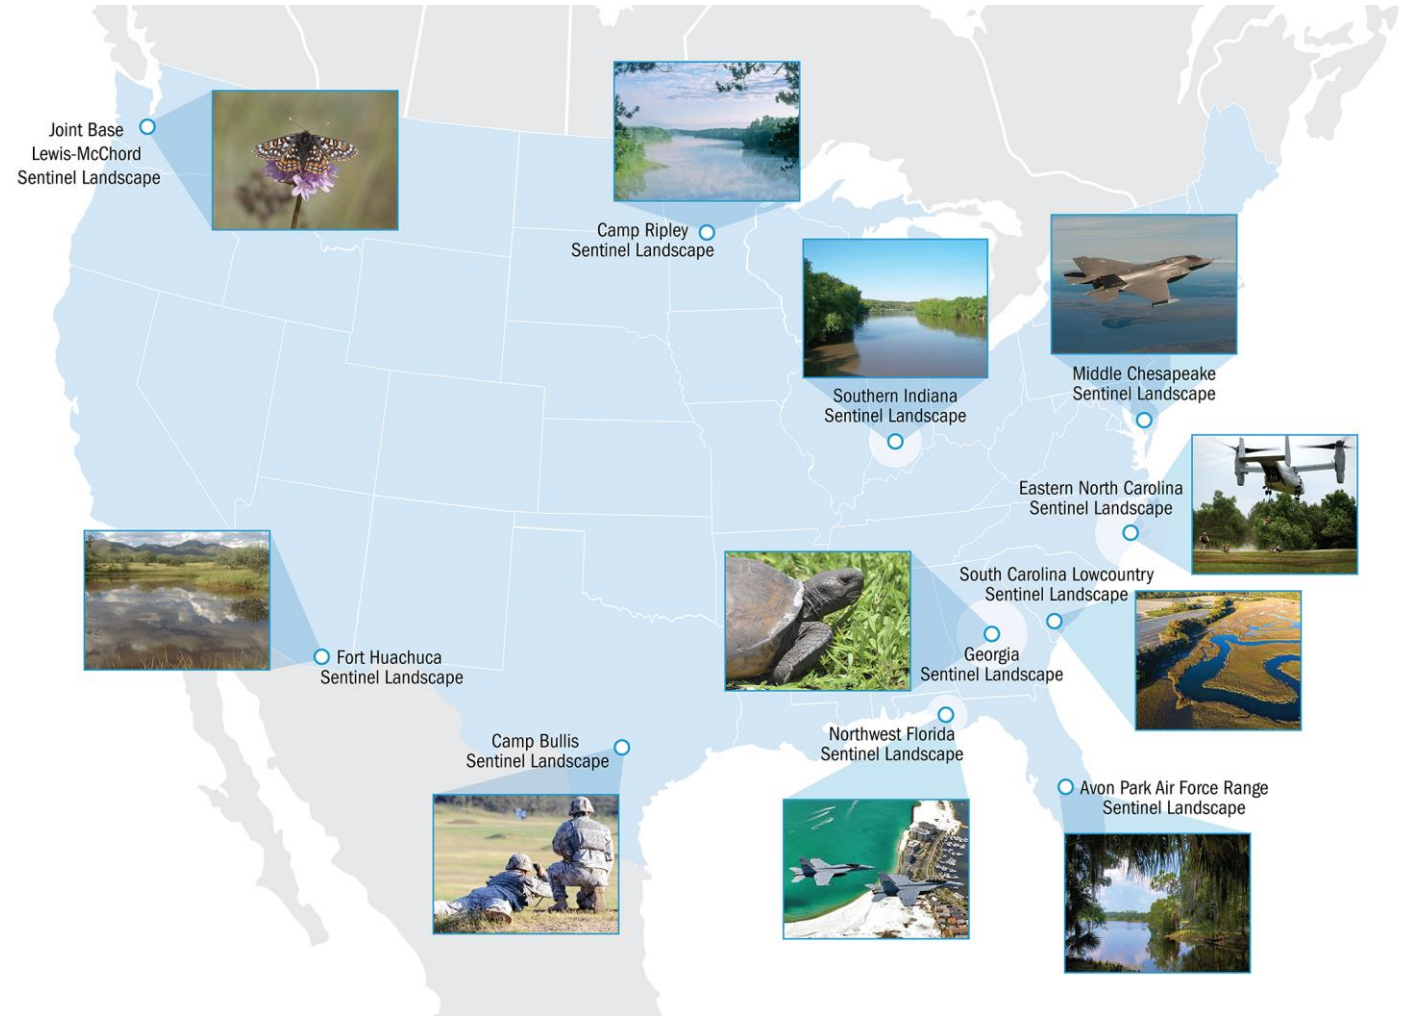 Joint Base
Lewis-McChord
Sentinel Landscape
Camp Ripley
Sentinel Landscape
Southern Indiana
Sentinel Landscape
Middle Chesapeake
Sentinel Landscape
Eastern North Carolina
Sentinel Landscape
South Carolina Lowcountry
Sentinel Landscape
Georgia
Sentinel Landscape
Fort Huachuca
Sentinel Landscape
Northwest Florida
Sentinel Landscape
Camp Bullis
Sentinel Landscape
Avon Park Air Force Range
Sentinel Landscape